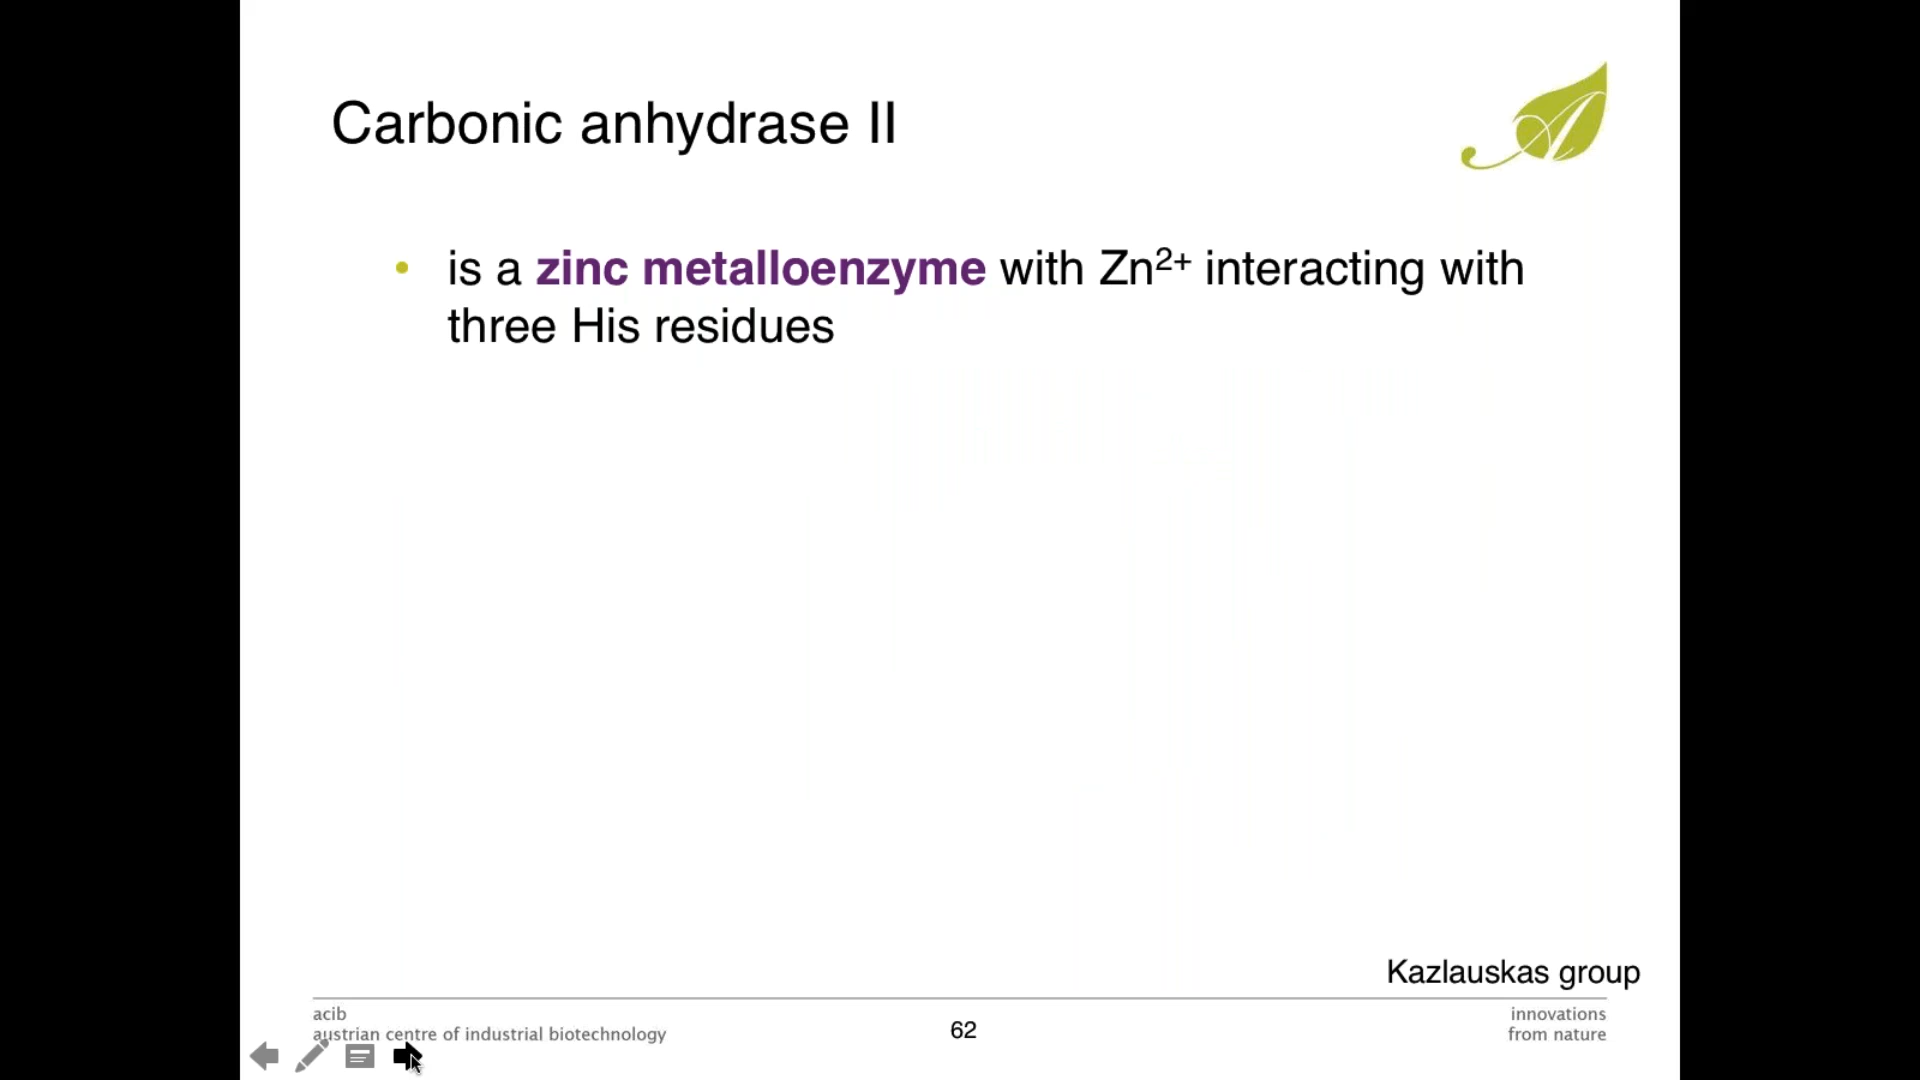 Carbonic anhydrase II
• is a zinc metalloenzyme with Zn2+ interacting with
three His residues
Kazlauskas group
acib
austrian centre of industrial biotechnology
62
innovations
from nature